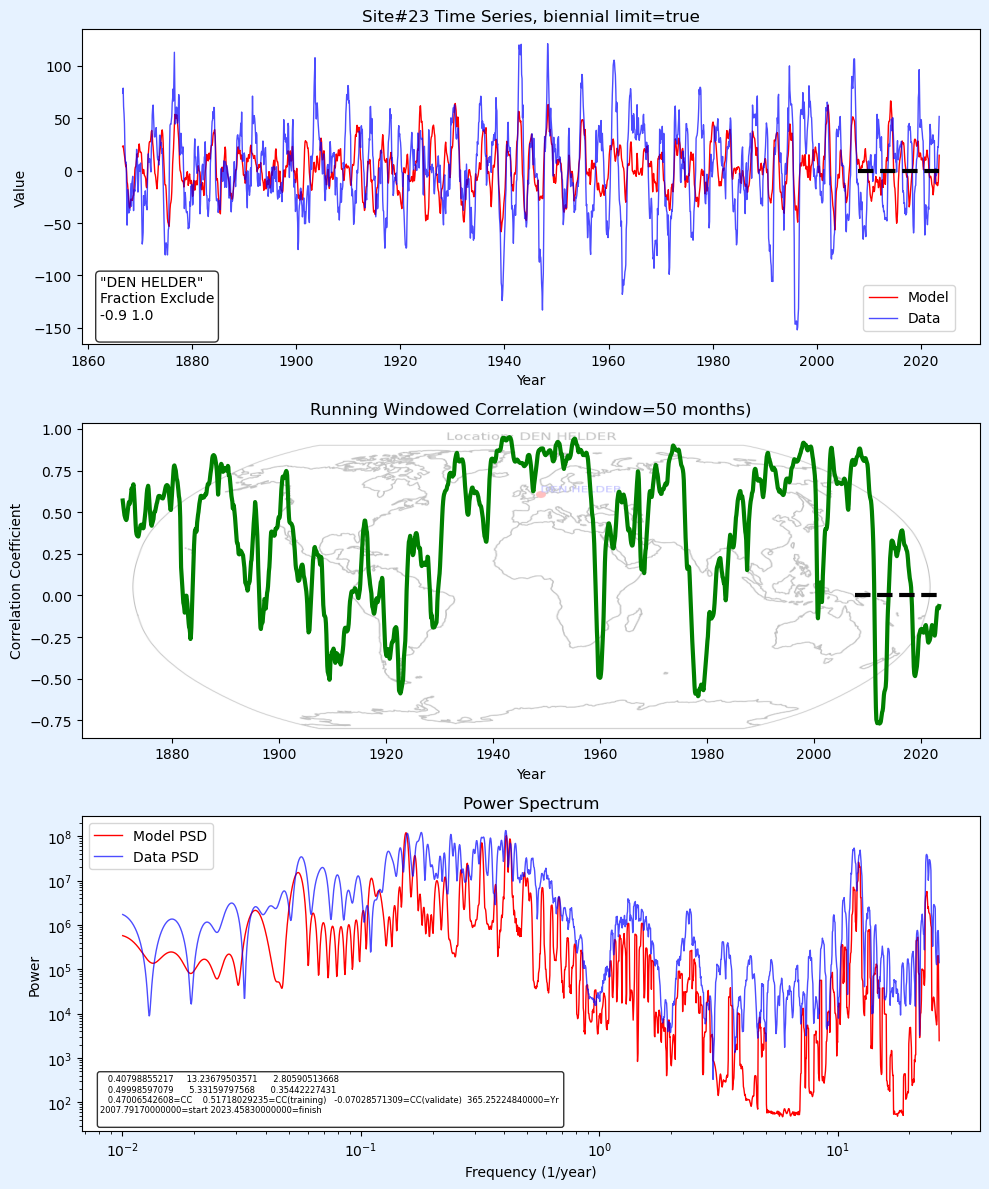 Site#23 Time Series, biennial limit=true
Value
100
50
0
−50
−100
−150
"DEN HELDER"
Fraction Exclude
-0.9 1.0
Model
Data
1860 1880 1900 1920 1940 1960 1980 2000 2020
Year
Running Windowed Correlation (window=50 months)
Location: DEN HELDER
DEN HELDER
Correlation Coefficient
1.00
0.75
0.50
0.25
0.00
−0.25
−0.50
−0.75
1880 1900 1920 1940 1960 1980 2000 2020
Year
Power Spectrum
Model PSD
Data PSD
Power
10^8
10^7
10^6
10^5
10^4
10^3
10^2
0.40798855217 13.23679503571 2.80590513668
0.49998597079 5.33159797568 0.35442227431
0.47006542608=CC 0.51718029235=CC(training) -0.07028571309=CC(validate) 365.25224840000=Yr
2007.79170000000=start 2023.45830000000=finish
10^−2 10^−1 10^0 10^1
Frequency (1/year)